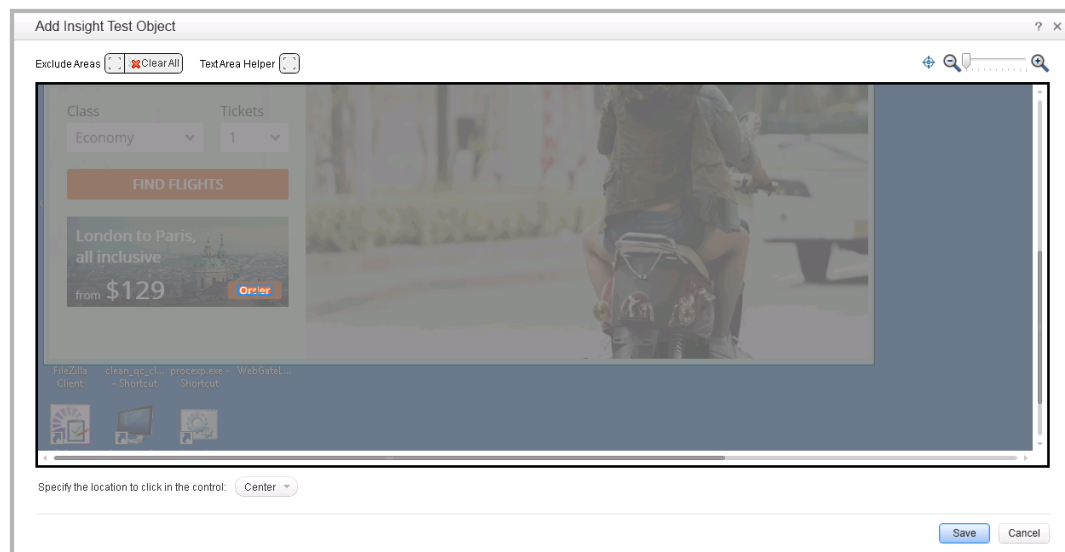 Add Insight Test Object
? ×
Exclude Areas Clear All TextArea Helper
Class Tickets
Economy 1
FIND FLIGHTS
London to Paris,
all inclusive
from $129 Order
FileZilla clean_qc_cl... procexp.exe - WebGateL...
Client - Shortcut Shortcut
Specify the location to click in the control: Center
Save Cancel